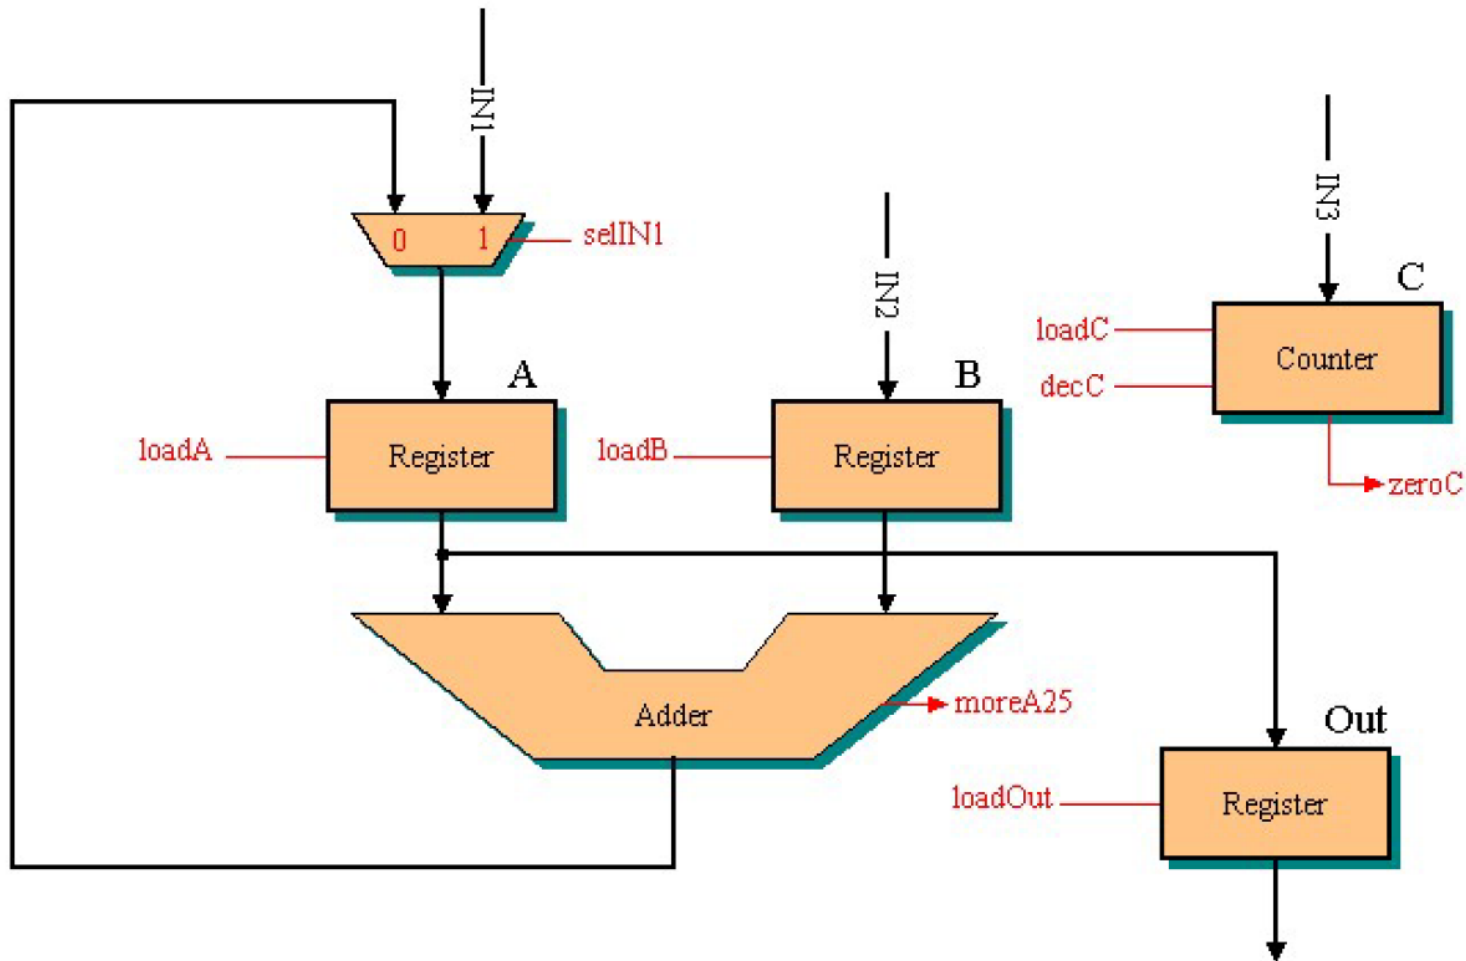 IN1
IN3
0 1
selIN1
IN2
C
loadC
Counter
decC
A
B
loadA
Register
loadB
Register
zeroC
moreA25
Adder
Out
loadOut
Register